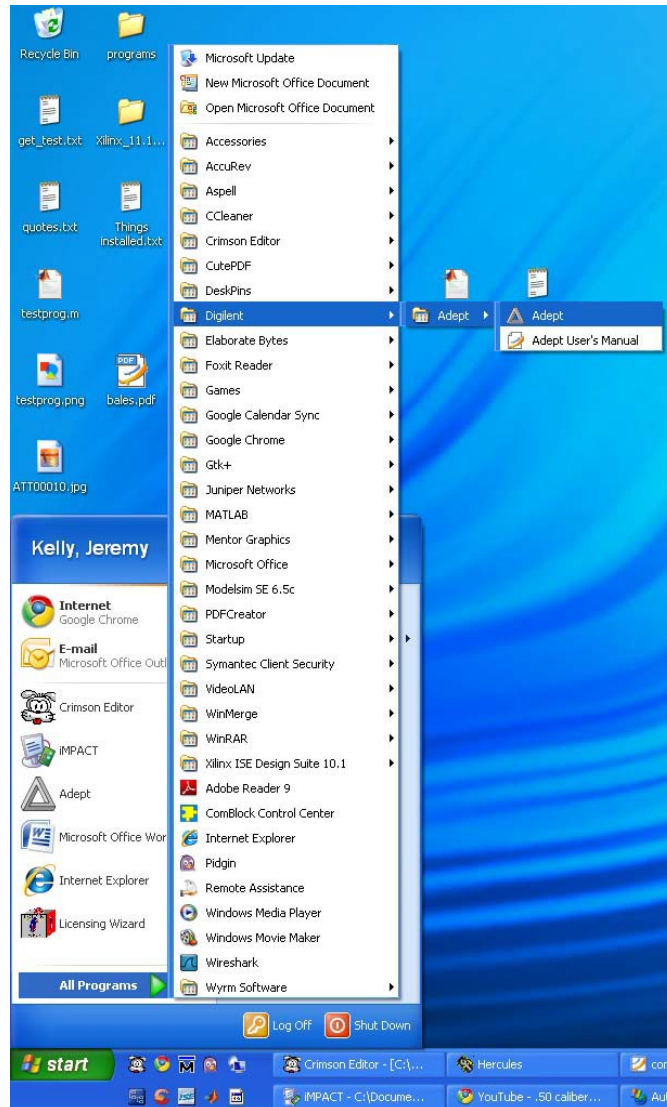 Recycle Bin
programs
get_test.txt
Xilinx_11.1...
quotes.txt
Things
installed.txt
testprog.m
testprog.png
bales.pdf
ATT00010.jpg
Microsoft Update
New Microsoft Office Document
Open Microsoft Office Document
Accessories
AccuRev
Aspell
CCleaner
Crimson Editor
CutePDF
DeskPins
Digilent
Elaborate Bytes
Foxit Reader
Games
Google Calendar Sync
Google Chrome
Gtk+
Juniper Networks
MATLAB
Mentor Graphics
Microsoft Office
Modelsim SE 6.5c
PDFCreator
Startup
Symantec Client Security
VideoLAN
WinMerge
WinRAR
Xilinx ISE Design Suite 10.1
Adobe Reader 9
ComBlock Control Center
Internet Explorer
Pidgin
Remote Assistance
Windows Media Player
Windows Movie Maker
Wireshark
Wyrm Software
Adept
Adept
Adept User's Manual
Kelly, Jeremy
Internet
Google Chrome
E-mail
Microsoft Office Outl
Crimson Editor
iMPACT
Adept
Microsoft Office Wor
Internet Explorer
Licensing Wizard
All Programs
Log Off
Shut Down
start
Crimson Editor - [C:\...
Hercules
con
iMPACT - C:\Docume...
YouTube - .50 caliber...
Au